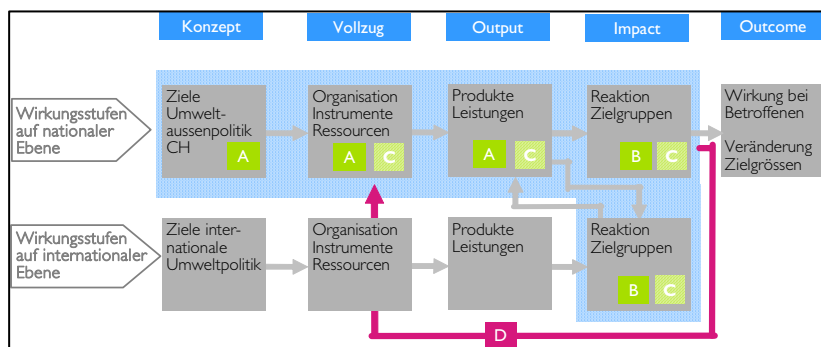 Konzept
Vollzug
Output
Impact
Outcome
Wirkungsstufen
auf nationaler
Ebene
Ziele
Umwelt-
aussenpolitik
CH
A
Organisation
Instrumente
Ressourcen
A
C
Produkte
Leistungen
A
C
Reaktion
Zielgruppen
B
C
Wirkung bei
Betroffenen
Veränderung
Zielgrössen
Wirkungsstufen
auf internationaler
Ebene
Ziele inter-
nationale
Umweltpolitik
Organisation
Instrumente
Ressourcen
Produkte
Leistungen
Reaktion
Zielgruppen
B
C
D